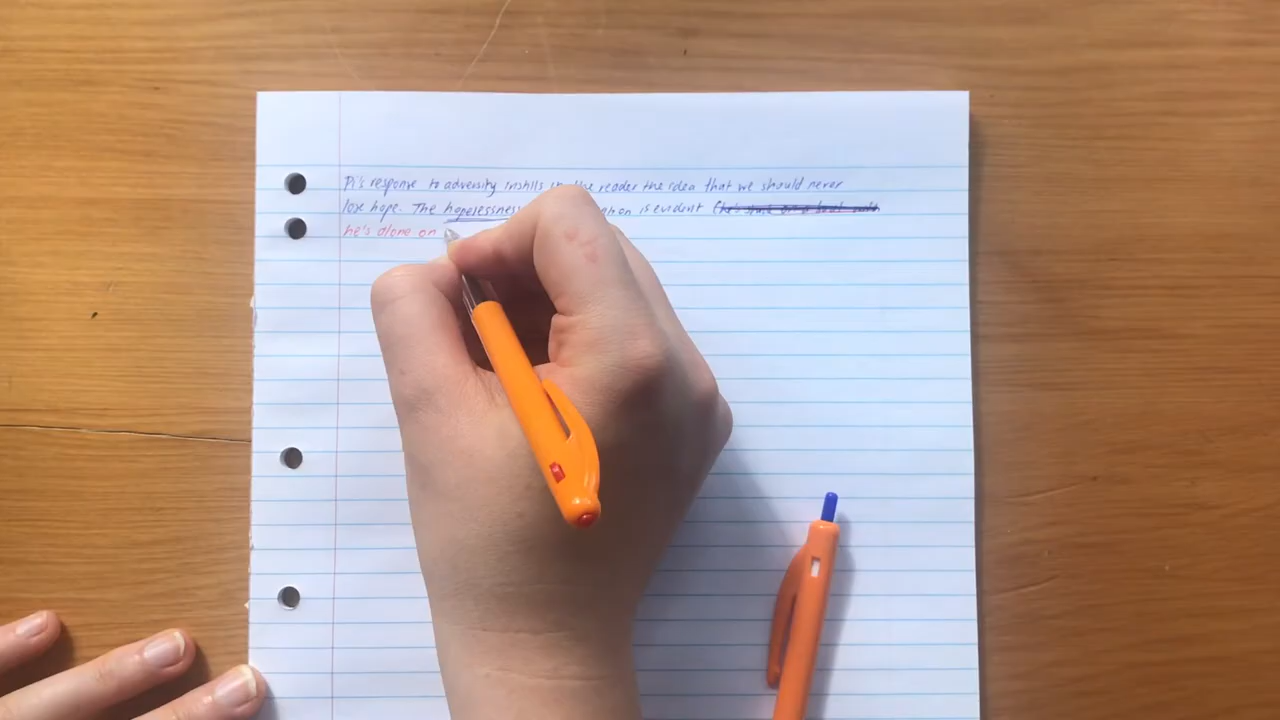 Pi's response to adversity instills the reader the idea that we should never
lose hope. The hopelessness is evident
he's alone on